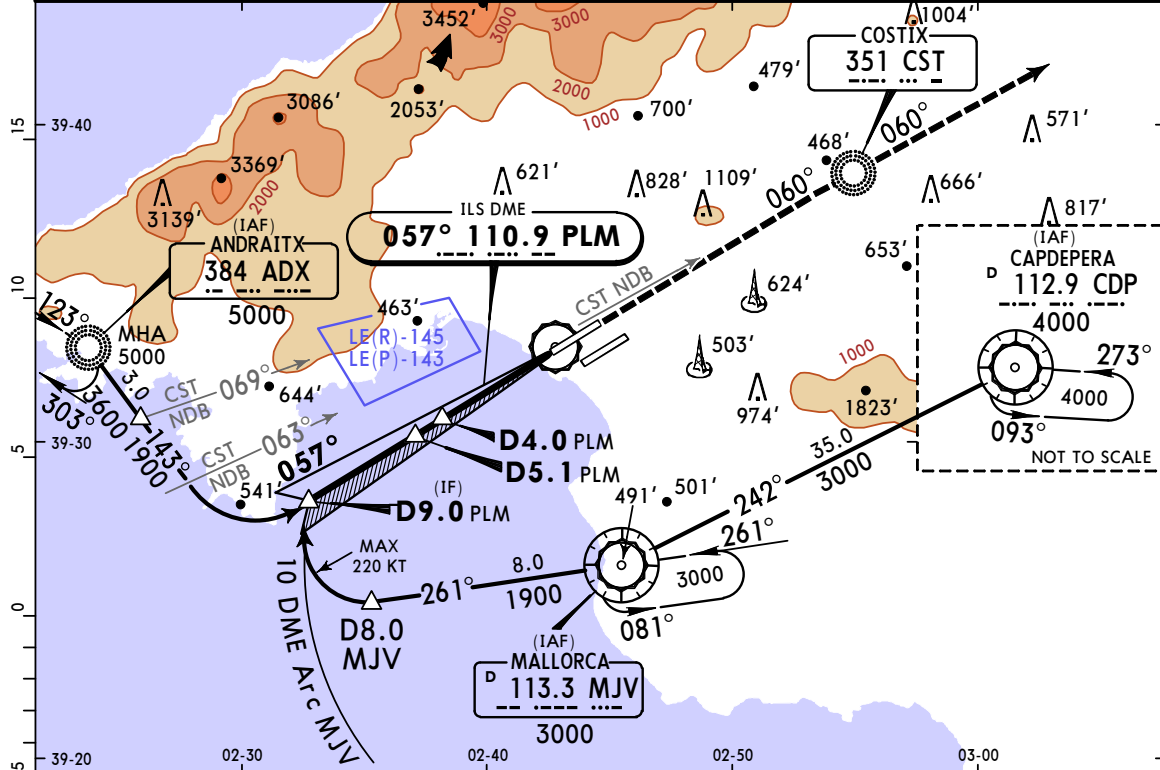 3452'
3000
3000
1004'
COSTIX
351 CST
479'
2053'
2000
1000
700'
3086'
15
39-40
468'
060°
571'
3369'
2000
621'
828'
1109'
060°
666'
3139'
(IAF)
ANDRAITX
384 ADX
5000
ILS DME
057° 110.9 PLM
817'
653'
(IAF)
CAPDEPERA
D 112.9 CDP
4000
10
123°
MHA
5000
463'
LE(R)-145
LE(P)-143
CST NDB
624'
503'
1000
273°
4000
093°
NOT TO SCALE
3.0
CST
NDB
069°
644'
303°
3600
1900
143°
CST
NDB
063°
057°
974'
1823'
39-30
5
D4.0 PLM
D5.1 PLM
35.0
3000
242°
541'
(IF)
D9.0 PLM
491'
501'
261°
MAX
220 KT
8.0
261°
1900
3000
081°
0
D8.0
MJV
10 DME Arc MJV
(IAF)
MALLORCA
D 113.3 MJV
3000
5
39-20
02-30
02-40
02-50
03-00